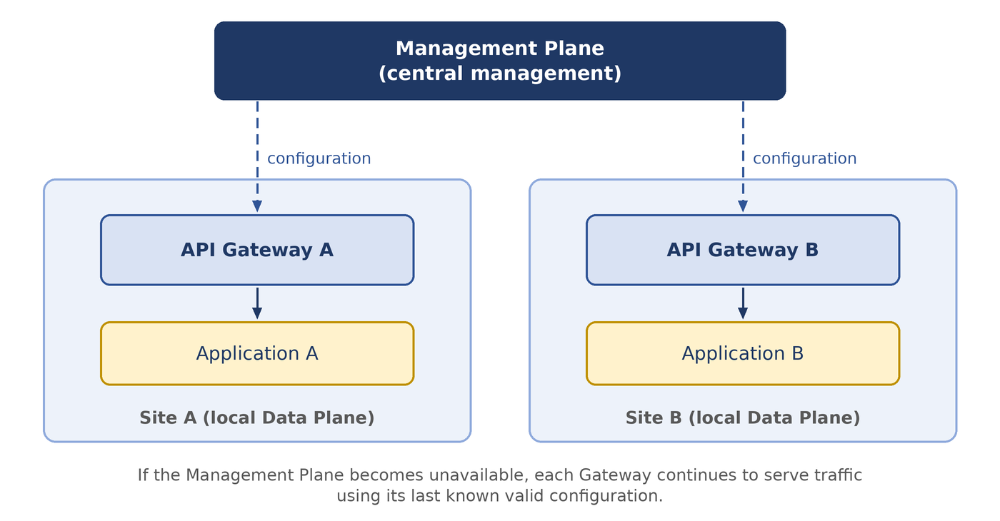 Management Plane
(central management)
configuration
configuration
API Gateway A
API Gateway B
Application A
Application B
Site A (local Data Plane)
Site B (local Data Plane)
If the Management Plane becomes unavailable, each Gateway continues to serve traffic
using its last known valid configuration.